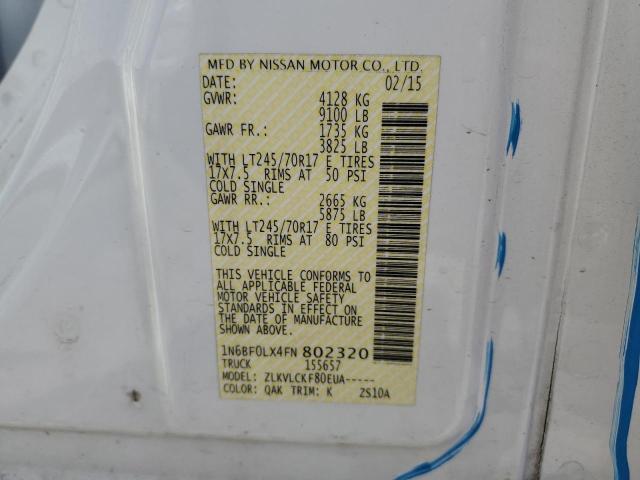 MFD BY NISSAN MOTOR CO., LTD.
DATE: 02/15
GVWR: 4128 KG
9100 LB
GAWR FR.: 1735 KG
3825 LB
WITH LT245/70R17 E TIRES
17X7.5 RIMS AT 50 PSI
COLD SINGLE
GAWR RR.: 2665 KG
5875 LB
WITH LT245/70R17 E TIRES
17X7.5 RIMS AT 80 PSI
COLD SINGLE
THIS VEHICLE CONFORMS TO
ALL APPLICABLE FEDERAL
MOTOR VEHICLE SAFETY
STANDARDS IN EFFECT ON
THE DATE OF MANUFACTURE
SHOWN ABOVE.
1N6BF0LX4FN 802320
TRUCK 155657
MODEL: ZLKVLCKF80EUA-----
COLOR: QAK TRIM: K ZS10A